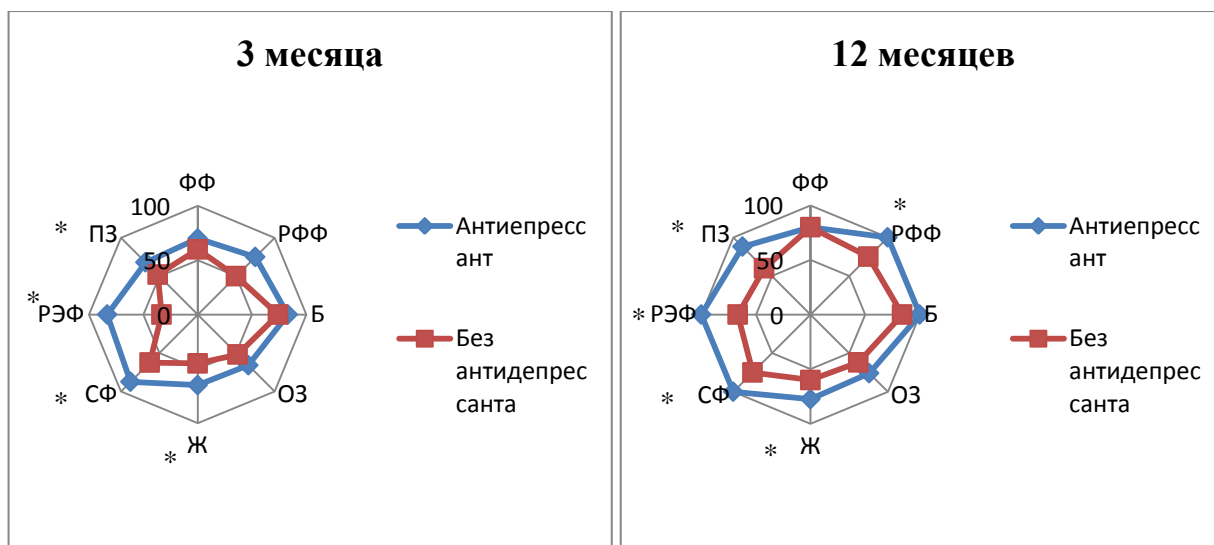 3 месяца
ФФ
100
*
ПЗ
РФФ
50
*
РЭФ
0
Б
*
СФ
ОЗ
Ж
*
Антиепресс
ант
Без
антидепрес
санта
12 месяцев
ФФ
100
*
*
ПЗ
РФФ
50
*
РЭФ
0
Б
*
СФ
ОЗ
Ж
*
Антиепресс
ант
Без
антидепрес
санта